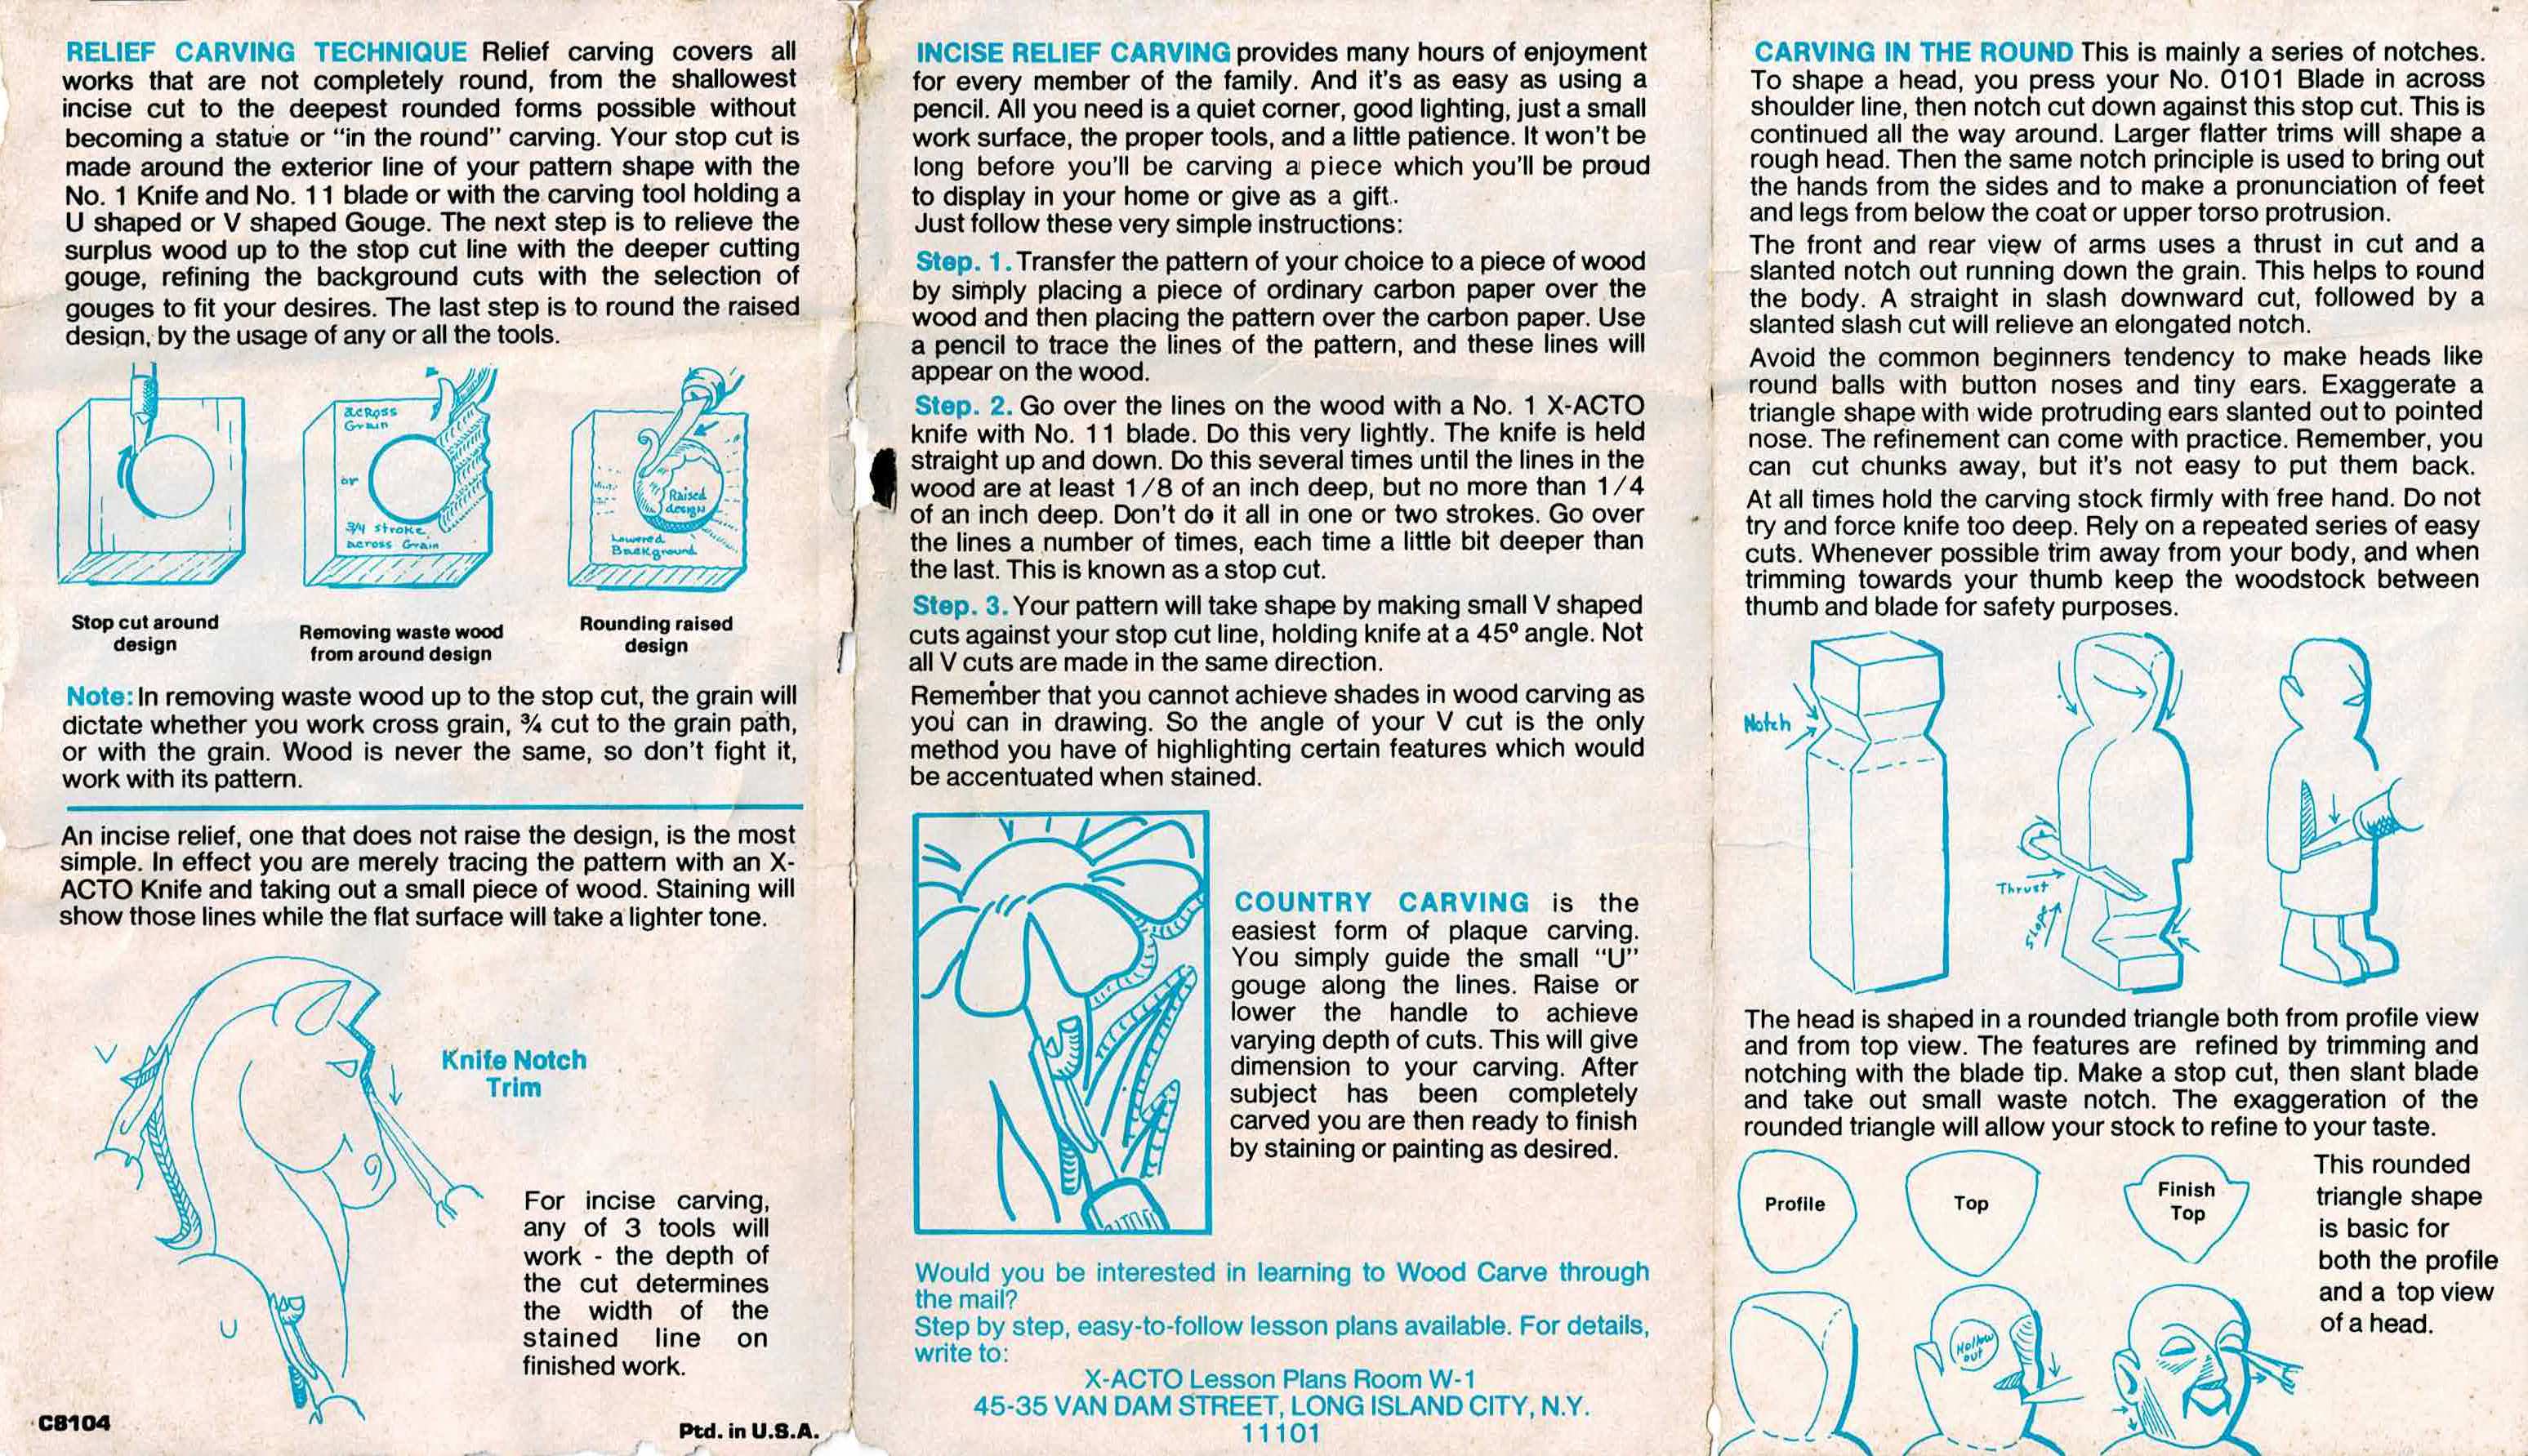 RELIEF CARVING TECHNIQUE Relief carving covers all
works that are not completely round, from the shallowest
incise cut to the deepest rounded forms possible without
becoming a statue or "in the round" carving. Your stop cut is
made around the exterior line of your pattern shape with the
No. 1 Knife and No. 11 blade or with the carving tool holding a
U shaped or V shaped Gouge. The next step is to relieve the
surplus wood up to the stop cut line with the deeper cutting
gouge, refining the background cuts with the selection of
gouges to fit your desires. The last step is to round the raised
design, by the usage of any or all the tools.
across
Grain
or
3/4 stroke
across Grain
Raised
design
Lowered
Background
Stop cut around
design
Removing waste wood
from around design
Rounding raised
design
Note: In removing waste wood up to the stop cut, the grain will
dictate whether you work cross grain, ¾ cut to the grain path,
or with the grain. Wood is never the same, so don't fight it,
work with its pattern.
An incise relief, one that does not raise the design, is the most
simple. In effect you are merely tracing the pattern with an X-
ACTO Knife and taking out a small piece of wood. Staining will
show those lines while the flat surface will take a lighter tone.
V
Knife Notch
Trim
U
For incise carving,
any of 3 tools will
work - the depth of
the cut determines
the width of the
stained line on
finished work.
C8104
Ptd. in U.S.A.
INCISE RELIEF CARVING provides many hours of enjoyment
for every member of the family. And it's as easy as using a
pencil. All you need is a quiet corner, good lighting, just a small
work surface, the proper tools, and a little patience. It won't be
long before you'll be carving a piece which you'll be proud
to display in your home or give as a gift.
Just follow these very simple instructions:
Step. 1. Transfer the pattern of your choice to a piece of wood
by simply placing a piece of ordinary carbon paper over the
wood and then placing the pattern over the carbon paper. Use
a pencil to trace the lines of the pattern, and these lines will
appear on the wood.
Step. 2. Go over the lines on the wood with a No. 1 X-ACTO
knife with No. 11 blade. Do this very lightly. The knife is held
straight up and down. Do this several times until the lines in the
wood are at least 1/8 of an inch deep, but no more than 1/4
of an inch deep. Don't do it all in one or two strokes. Go over
the lines a number of times, each time a little bit deeper than
the last. This is known as a stop cut.
Step. 3. Your pattern will take shape by making small V shaped
cuts against your stop cut line, holding knife at a 45º angle. Not
all V cuts are made in the same direction.
Remember that you cannot achieve shades in wood carving as
you can in drawing. So the angle of your V cut is the only
method you have of highlighting certain features which would
be accentuated when stained.
COUNTRY CARVING is the
easiest form of plaque carving.
You simply guide the small "U"
gouge along the lines. Raise or
lower the handle to achieve
varying depth of cuts. This will give
dimension to your carving. After
subject has been completely
carved you are then ready to finish
by staining or painting as desired.
Would you be interested in learning to Wood Carve through
the mail?
Step by step, easy-to-follow lesson plans available. For details,
write to:
X-ACTO Lesson Plans Room W-1
45-35 VAN DAM STREET, LONG ISLAND CITY, N.Y.
11101
CARVING IN THE ROUND This is mainly a series of notches.
To shape a head, you press your No. 0101 Blade in across
shoulder line, then notch cut down against this stop cut. This is
continued all the way around. Larger flatter trims will shape a
rough head. Then the same notch principle is used to bring out
the hands from the sides and to make a pronunciation of feet
and legs from below the coat or upper torso protrusion.
The front and rear view of arms uses a thrust in cut and a
slanted notch out running down the grain. This helps to round
the body. A straight in slash downward cut, followed by a
slanted slash cut will relieve an elongated notch.
Avoid the common beginners tendency to make heads like
round balls with button noses and tiny ears. Exaggerate a
triangle shape with wide protruding ears slanted out to pointed
nose. The refinement can come with practice. Remember, you
can cut chunks away, but it's not easy to put them back.
At all times hold the carving stock firmly with free hand. Do not
try and force knife too deep. Rely on a repeated series of easy
cuts. Whenever possible trim away from your body, and when
trimming towards your thumb keep the woodstock between
thumb and blade for safety purposes.
Notch
Thrust
Slope
The head is shaped in a rounded triangle both from profile view
and from top view. The features are refined by trimming and
notching with the blade tip. Make a stop cut, then slant blade
and take out small waste notch. The exaggeration of the
rounded triangle will allow your stock to refine to your taste.
Profile
Top
Finish
Top
This rounded
triangle shape
is basic for
both the profile
and a top view
of a head.
Hollow
out